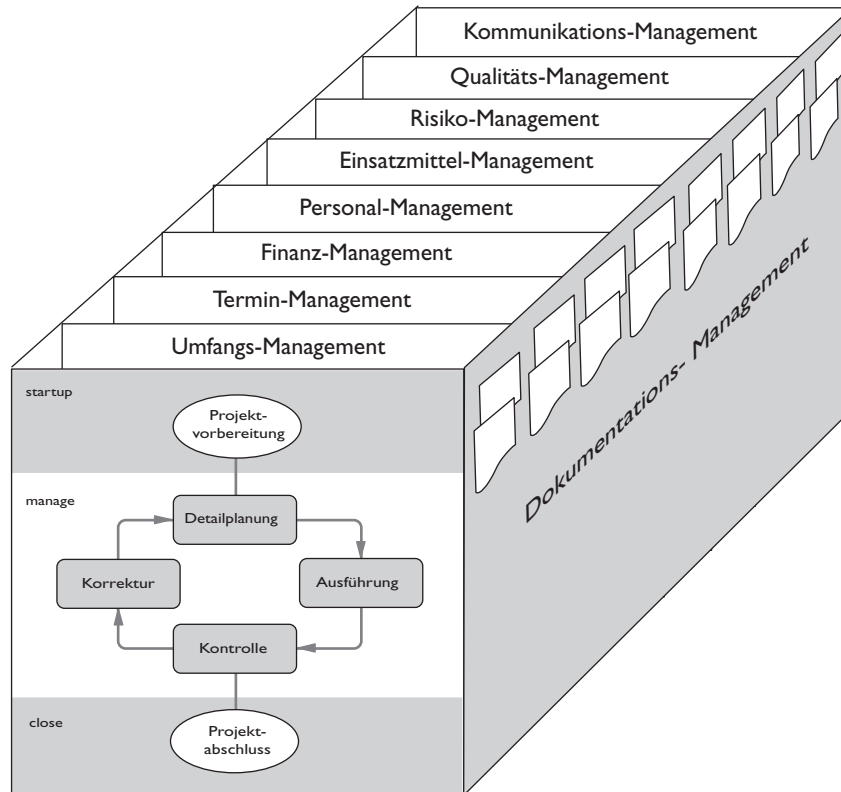 Kommunikations-Management
Qualitäts-Management
Risiko-Management
Einsatzmittel-Management
Personal-Management
Finanz-Management
Termin-Management
Umfangs-Management
Dokumentations- Management
startup
Projekt-
vorbereitung
manage
Detailplanung
Korrektur
Ausführung
Kontrolle
close
Projekt-
abschluss